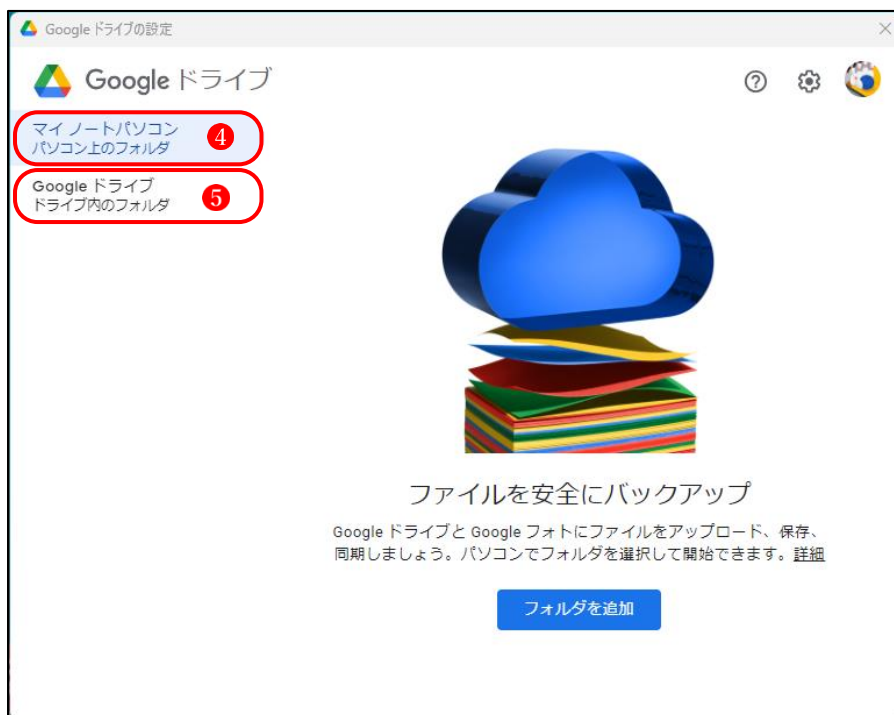 Google ドライブの設定
Google ドライブ
マイ ノートパソコン
パソコン上のフォルダ
4
Google ドライブ
ドライブ内のフォルダ
5
ファイルを安全にバックアップ
Google ドライブと Google フォトにファイルをアップロード、保存、
同期しましょう。パソコンでフォルダを選択して開始できます。詳細
フォルダを追加